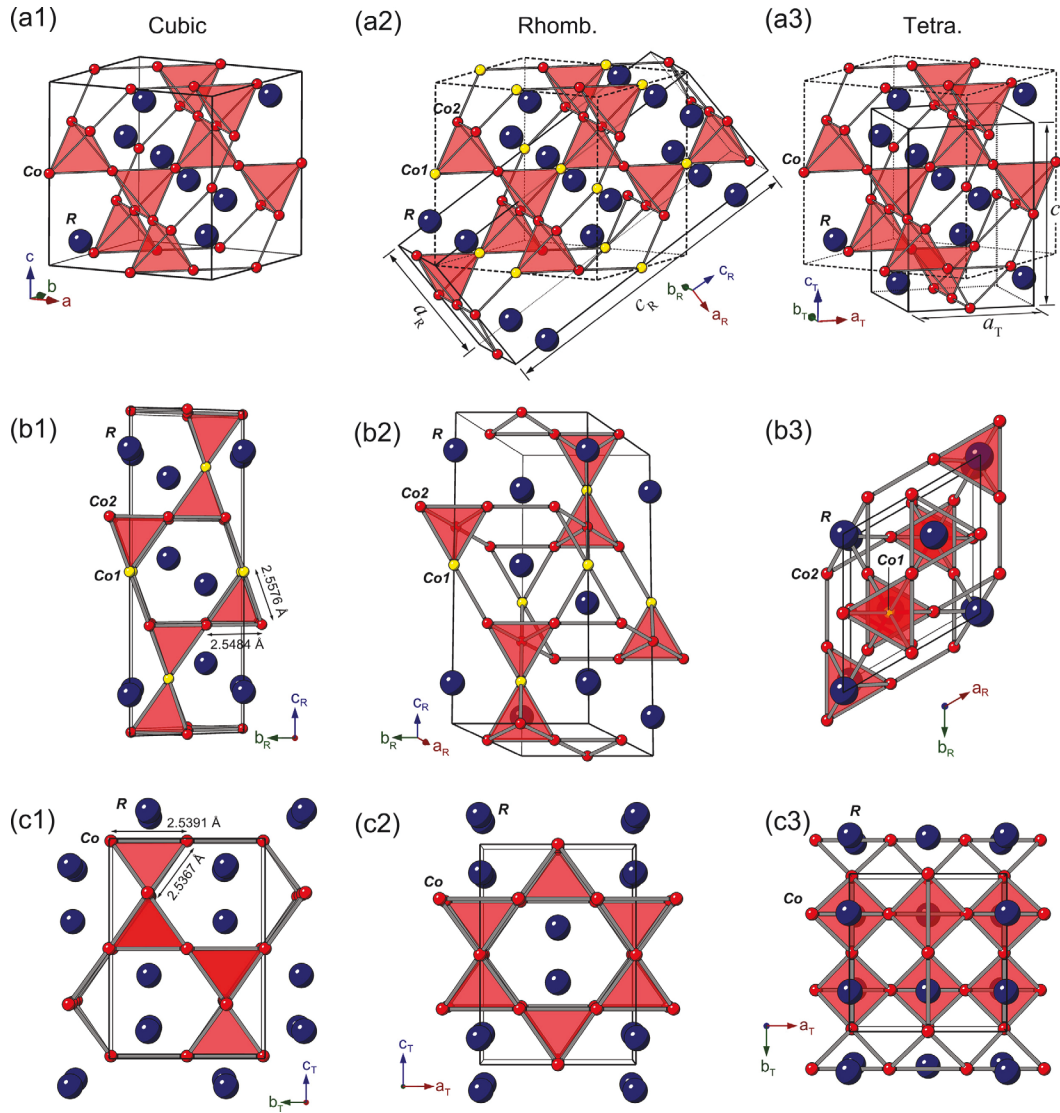 (a1) Cubic
(a2) Rhomb.
(a3) Tetra.
Co
R
c
b
a
Co2
Co1
R
a_R
c_R
c_R
b_R
a_R
Co
R
c
a_T
c_T
b_T
a_T
(b1)
R
Co2
Co1
2.5576 Å
2.5484 Å
c_R
b_R
(b2)
R
Co2
Co1
c_R
b_R
a_R
(b3)
R
Co1
Co2
a_R
b_R
(c1)
R
Co
2.5391 Å
2.5367 Å
c_T
b_T
(c2)
R
Co
c_T
a_T
(c3)
R
Co
a_T
b_T